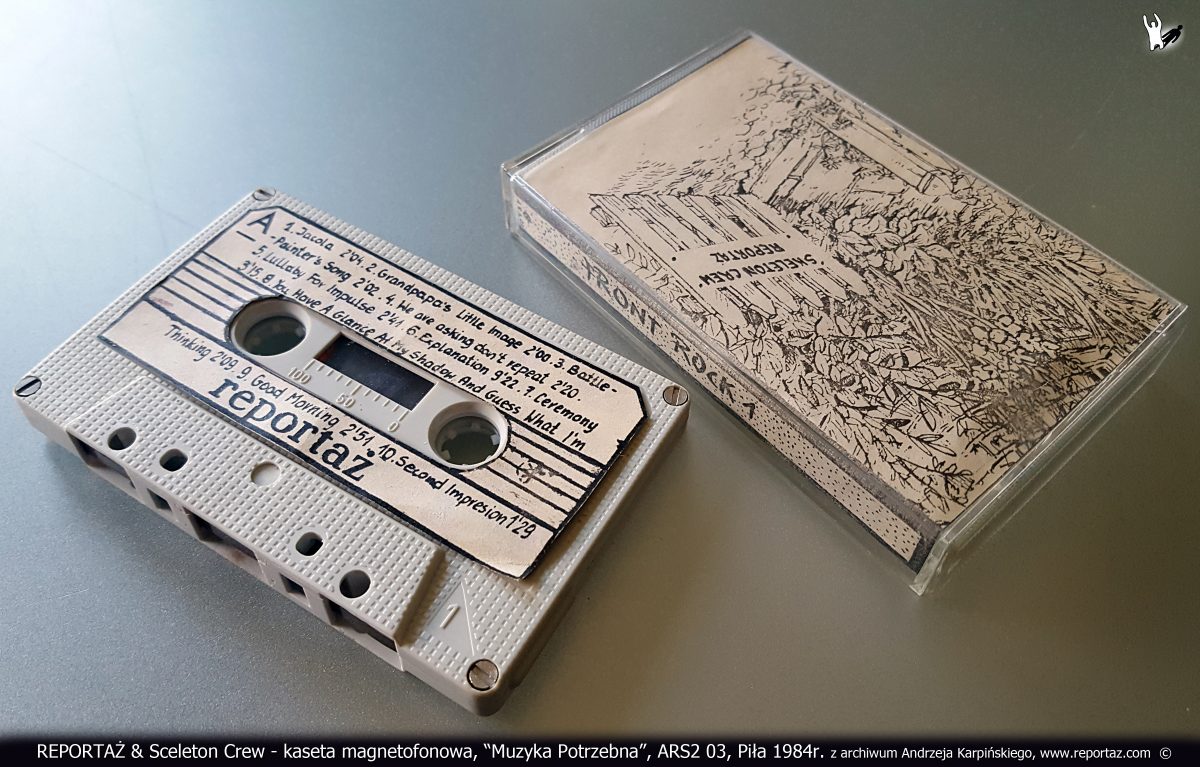 A
1. Jacola 2'04. 2. Grandpapa's Little Image 2'00. 3. Battle-
-Painter's Song 2'02. 4. We are asking don't repeat 2'20.
5. Lullaby For Impulse 2'41 6. Explanation 9'22. 7. Ceremony
3'15. 8. You Have A Glance At My Shadow And Guess What I'm
Thinking 2'09 9. Good Morning 2'51 10. Second Impresion 1'29
reportaż
100
50
0
SKELETON CREW
REPORTAZ
FRONT ROCK 1
REPORTAŻ & Sceleton Crew - kaseta magnetofonowa, “Muzyka Potrzebna”, ARS2 03, Piła 1984r. z archiwum Andrzeja Karpińskiego, www.reportaz.com ©